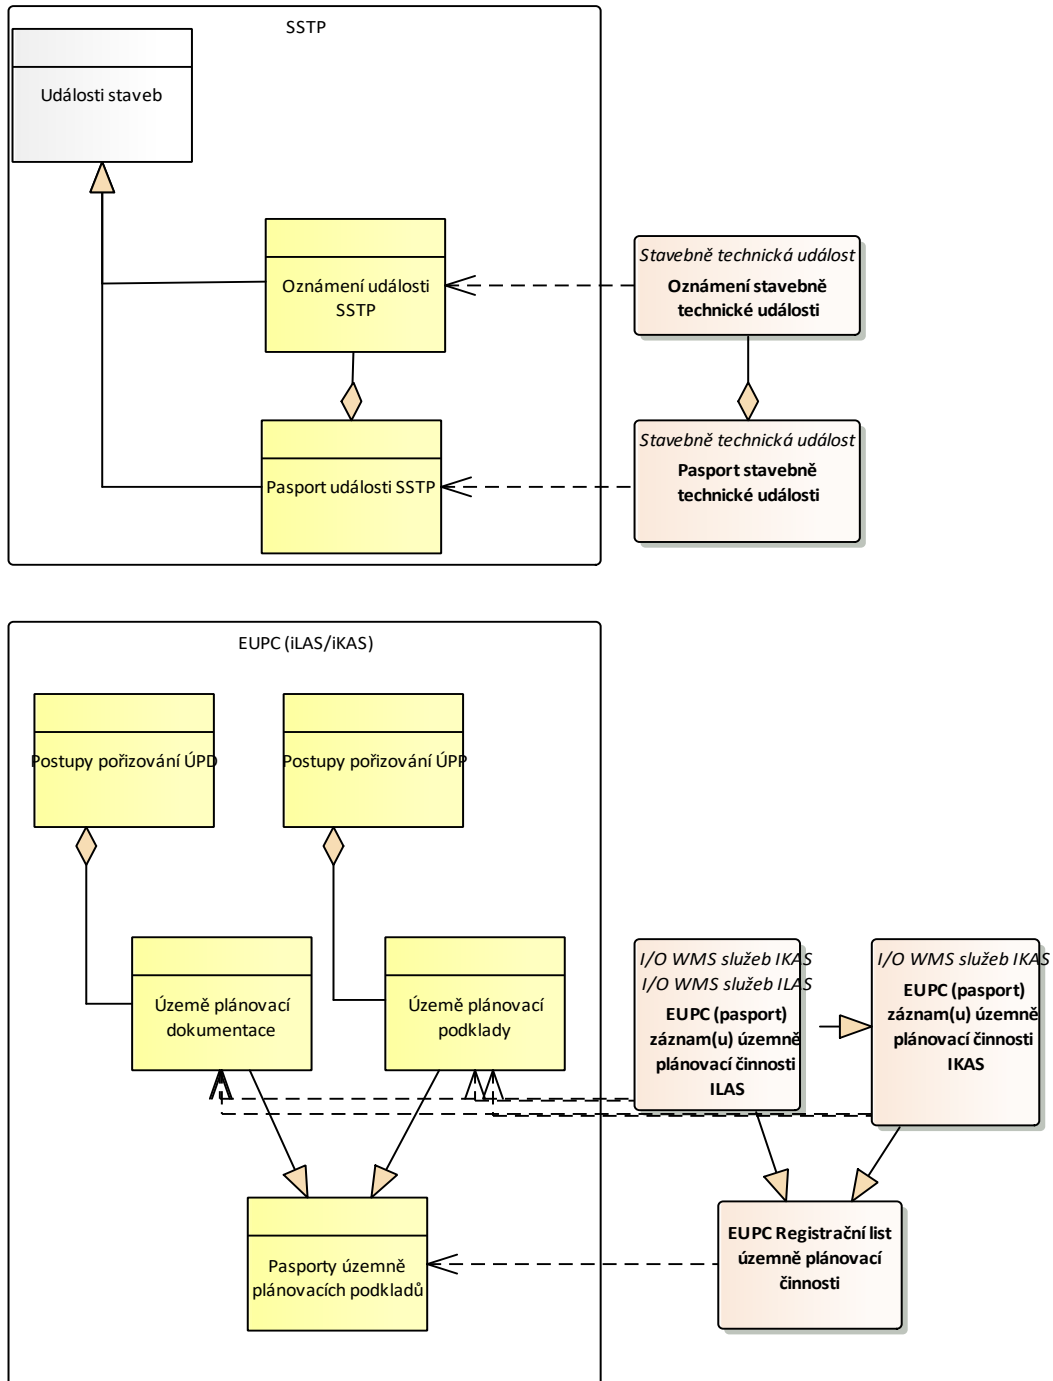 SSTP
Události staveb
Oznámení události
SSTP
Stavebně technická událost
Oznámení stavebně
technické události
Pasport události SSTP
Stavebně technická událost
Pasport stavebně
technické události
EUPC (iLAS/iKAS)
Postupy pořizování ÚPD
Postupy pořizování ÚPP
Územě plánovací
dokumentace
Územě plánovací
podklady
I/O WMS služeb IKAS
I/O WMS služeb ILAS
EUPC (pasport)
záznam(u) územně
plánovací činnosti
ILAS
I/O WMS služeb IKAS
EUPC (pasport)
záznam(u) územně
plánovací činnosti
IKAS
Pasporty územně
plánovacích podkladů
EUPC Registrační list
územně plánovací
činnosti